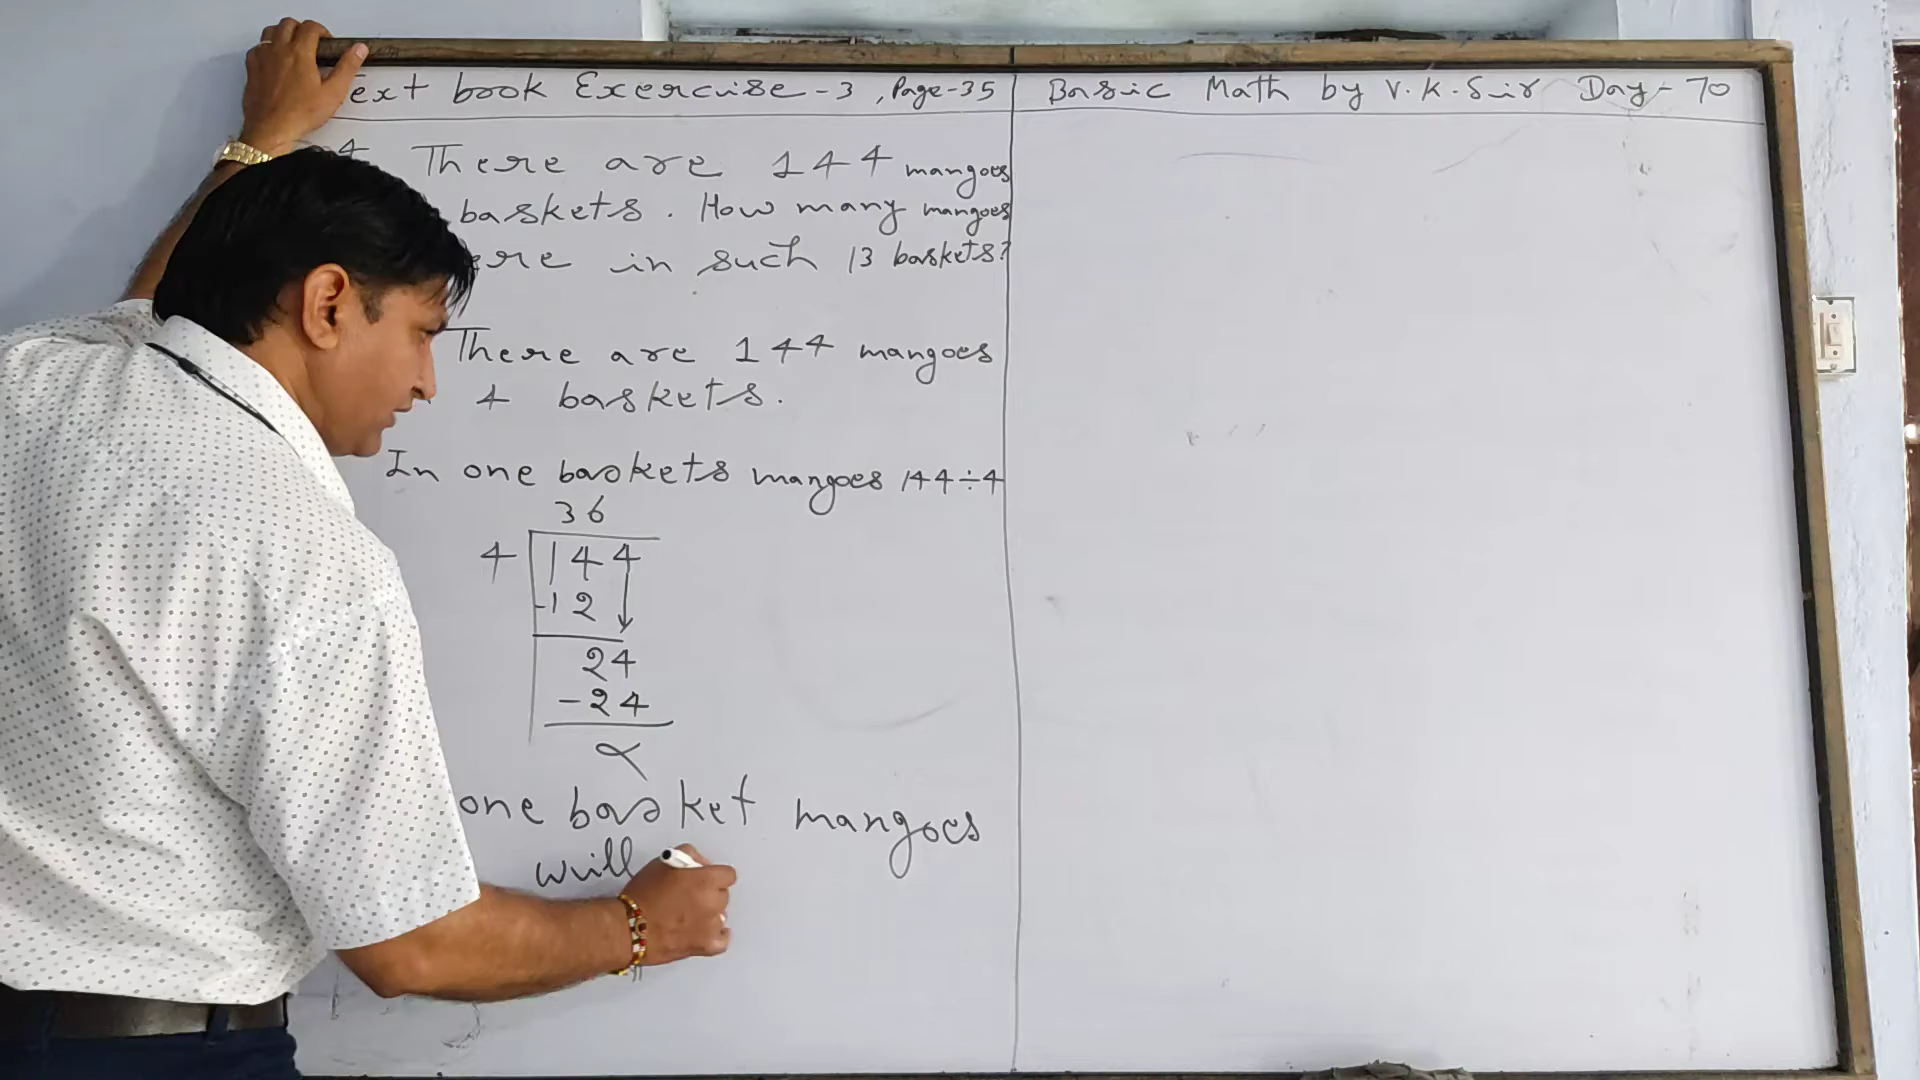 ext book Exercise - 3 , Page - 35
Basic Math by V. K. Sir Day - 70
4 There are 144 mangoes
baskets. How many mangoes
ere in such 13 baskets?
There are 144 mangoes
4 baskets.
In one baskets mangoes 144÷4
36
4 144
-12
24
-24
one basket mangoes
will